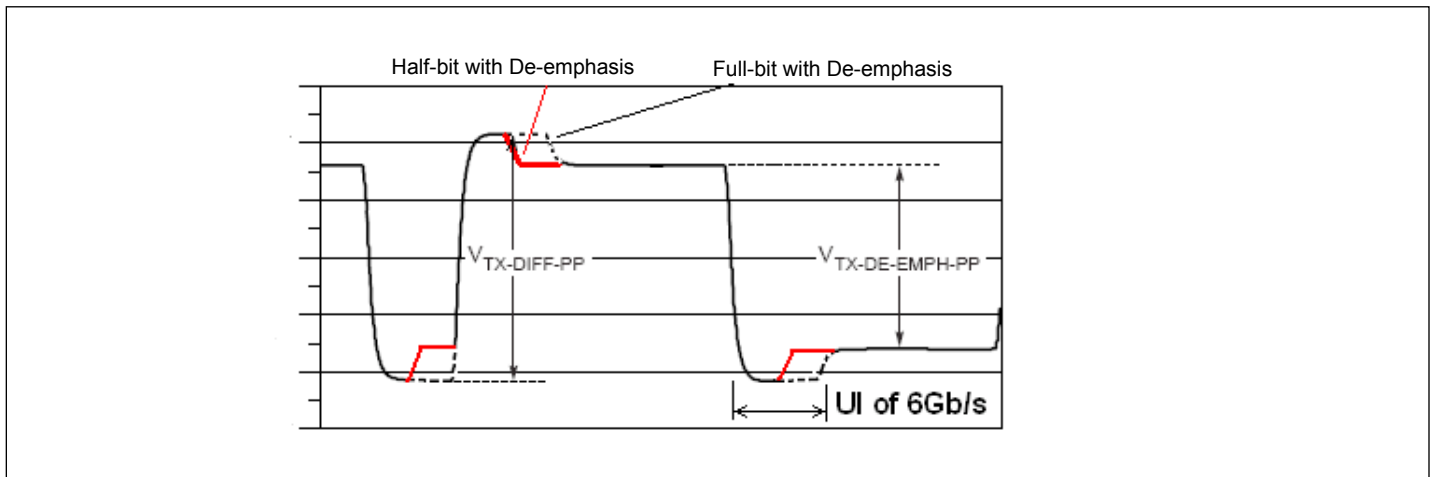 Half-bit with De-emphasis
Full-bit with De-emphasis
VTX-DIFF-PP
VTX-DE-EMPH-PP
UI of 6Gb/s